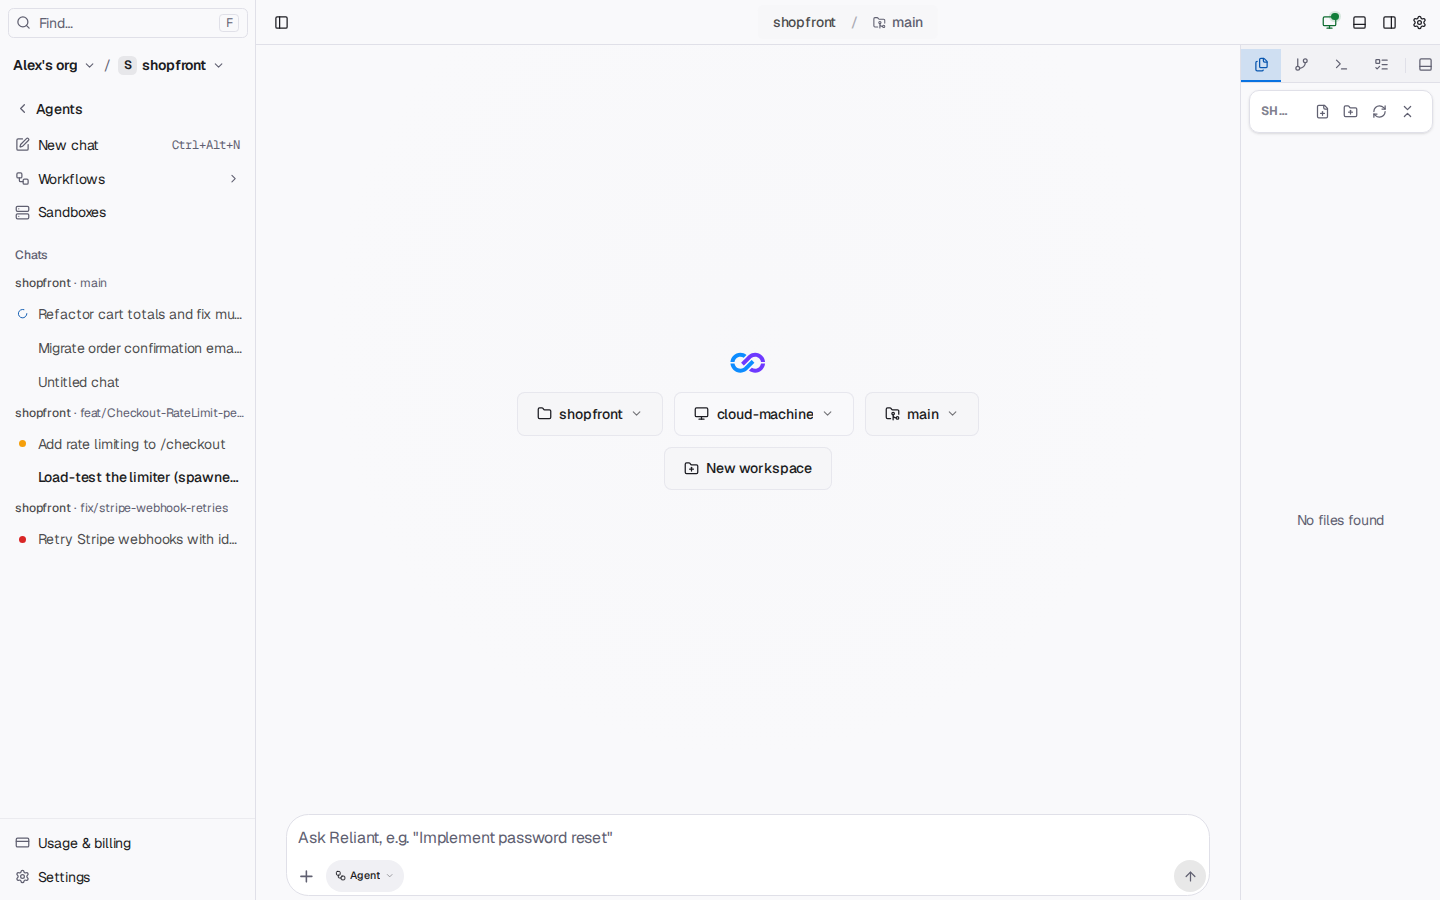 Find...
F
shopfront / main
Alex's org / S shopfront
Agents
New chat Ctrl+Alt+N
Workflows
Sandboxes
Chats
shopfront · main
Refactor cart totals and fix mu...
Migrate order confirmation ema...
Untitled chat
shopfront · feat/Checkout-RateLimit-pe...
Add rate limiting to /checkout
Load-test the limiter (spawne...
shopfront · fix/stripe-webhook-retries
Retry Stripe webhooks with id...
Usage & billing
Settings
shopfront
cloud-machine
main
New workspace
Ask Reliant, e.g. "Implement password reset"
Agent
SH...
No files found